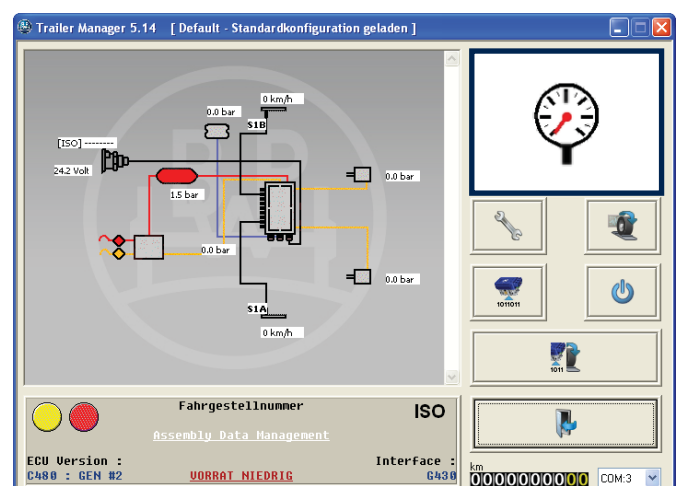 Trailer Manager 5.14 [ Default - Standardkonfiguration geladen ]
0 km/h
0.0 bar
S1B
[ISO] --------
24.2 Volt
0.0 bar
1.5 bar
0.0 bar
0.0 bar
S1A
0 km/h
1011011
1011
Fahrgestellnummer
ISO
Assembly Data Management
ECU Version :
Interface :
C480 : GEN #2
VORRAT NIEDRIG
G430
km
0000000000
COM:3